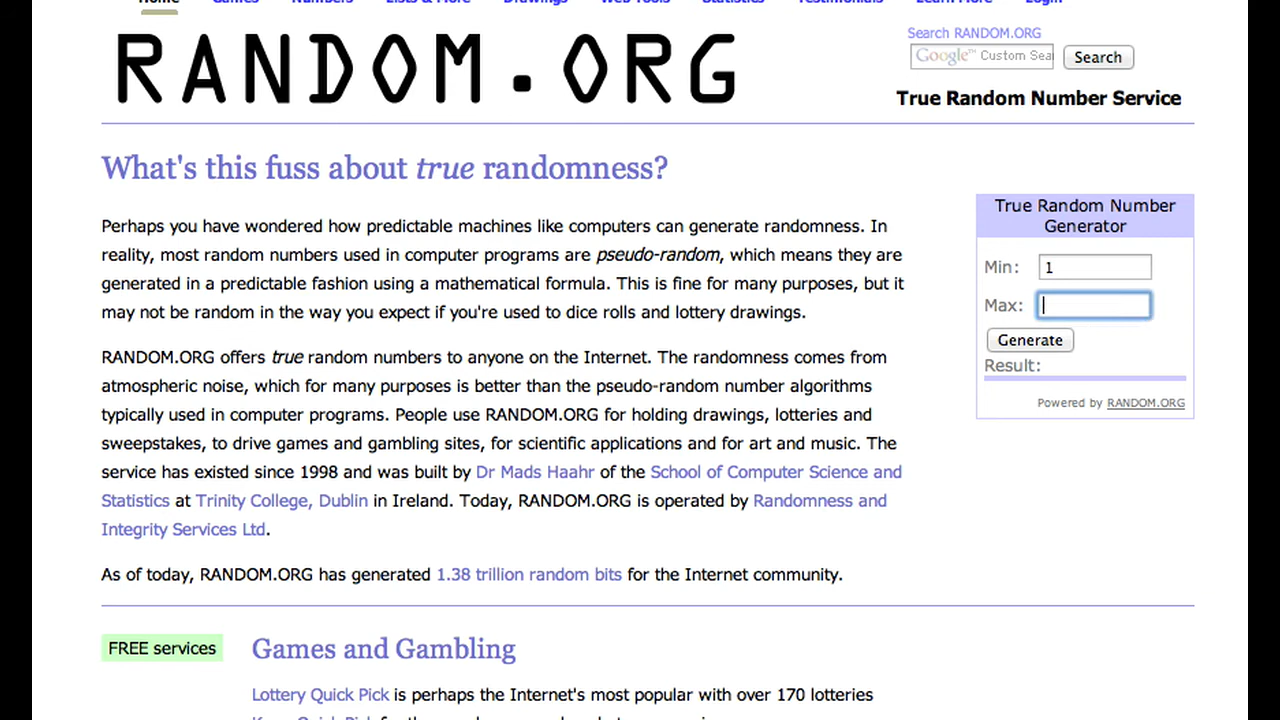 Home Games Numbers Lists & More Drawings Web Tools Statistics Testimonials Learn More Login
RANDOM.ORG
Search RANDOM.ORG
Google™ Custom Sea
Search
True Random Number Service
What's this fuss about true randomness?
Perhaps you have wondered how predictable machines like computers can generate randomness. In
reality, most random numbers used in computer programs are pseudo-random, which means they are
generated in a predictable fashion using a mathematical formula. This is fine for many purposes, but it
may not be random in the way you expect if you're used to dice rolls and lottery drawings.
RANDOM.ORG offers true random numbers to anyone on the Internet. The randomness comes from
atmospheric noise, which for many purposes is better than the pseudo-random number algorithms
typically used in computer programs. People use RANDOM.ORG for holding drawings, lotteries and
sweepstakes, to drive games and gambling sites, for scientific applications and for art and music. The
service has existed since 1998 and was built by Dr Mads Haahr of the School of Computer Science and
Statistics at Trinity College, Dublin in Ireland. Today, RANDOM.ORG is operated by Randomness and
Integrity Services Ltd.
As of today, RANDOM.ORG has generated 1.38 trillion random bits for the Internet community.
True Random Number
Generator
Min: 1
Max:
Generate
Result:
Powered by RANDOM.ORG
FREE services
Games and Gambling
Lottery Quick Pick is perhaps the Internet's most popular with over 170 lotteries